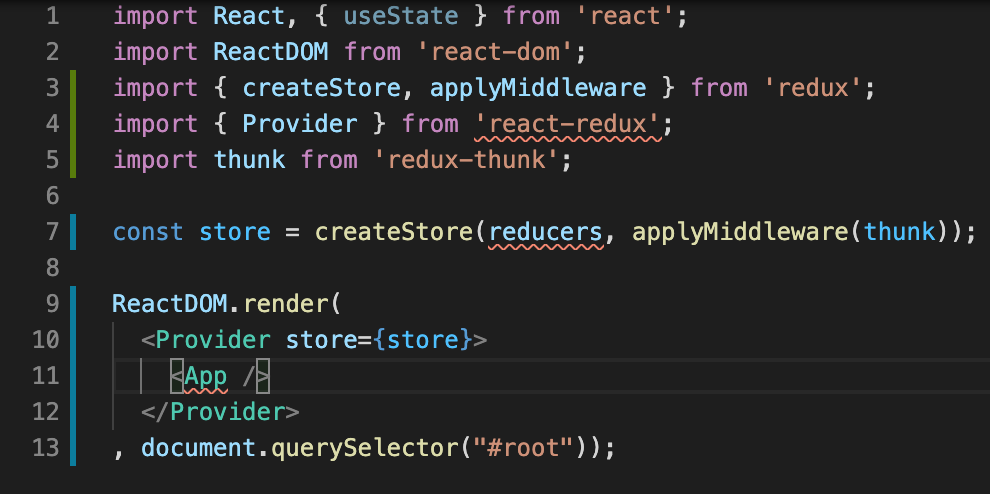 1 import React, { useState } from 'react';
2 import ReactDOM from 'react-dom';
3 import { createStore, applyMiddleware } from 'redux';
4 import { Provider } from 'react-redux';
5 import thunk from 'redux-thunk';
6
7 const store = createStore(reducers, applyMiddleware(thunk));
8
9 ReactDOM.render(
10   <Provider store={store}>
11     <App />
12   </Provider>
13 , document.querySelector("#root"));